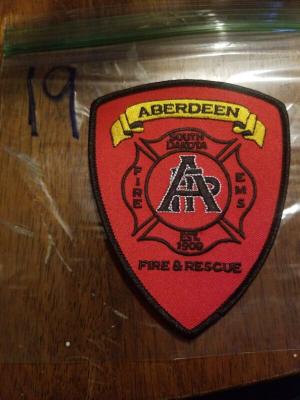 19
ABERDEEN
SOUTH
DAKOTA
FIRE
EMS
AFR
EST.
1909
FIRE & RESCUE